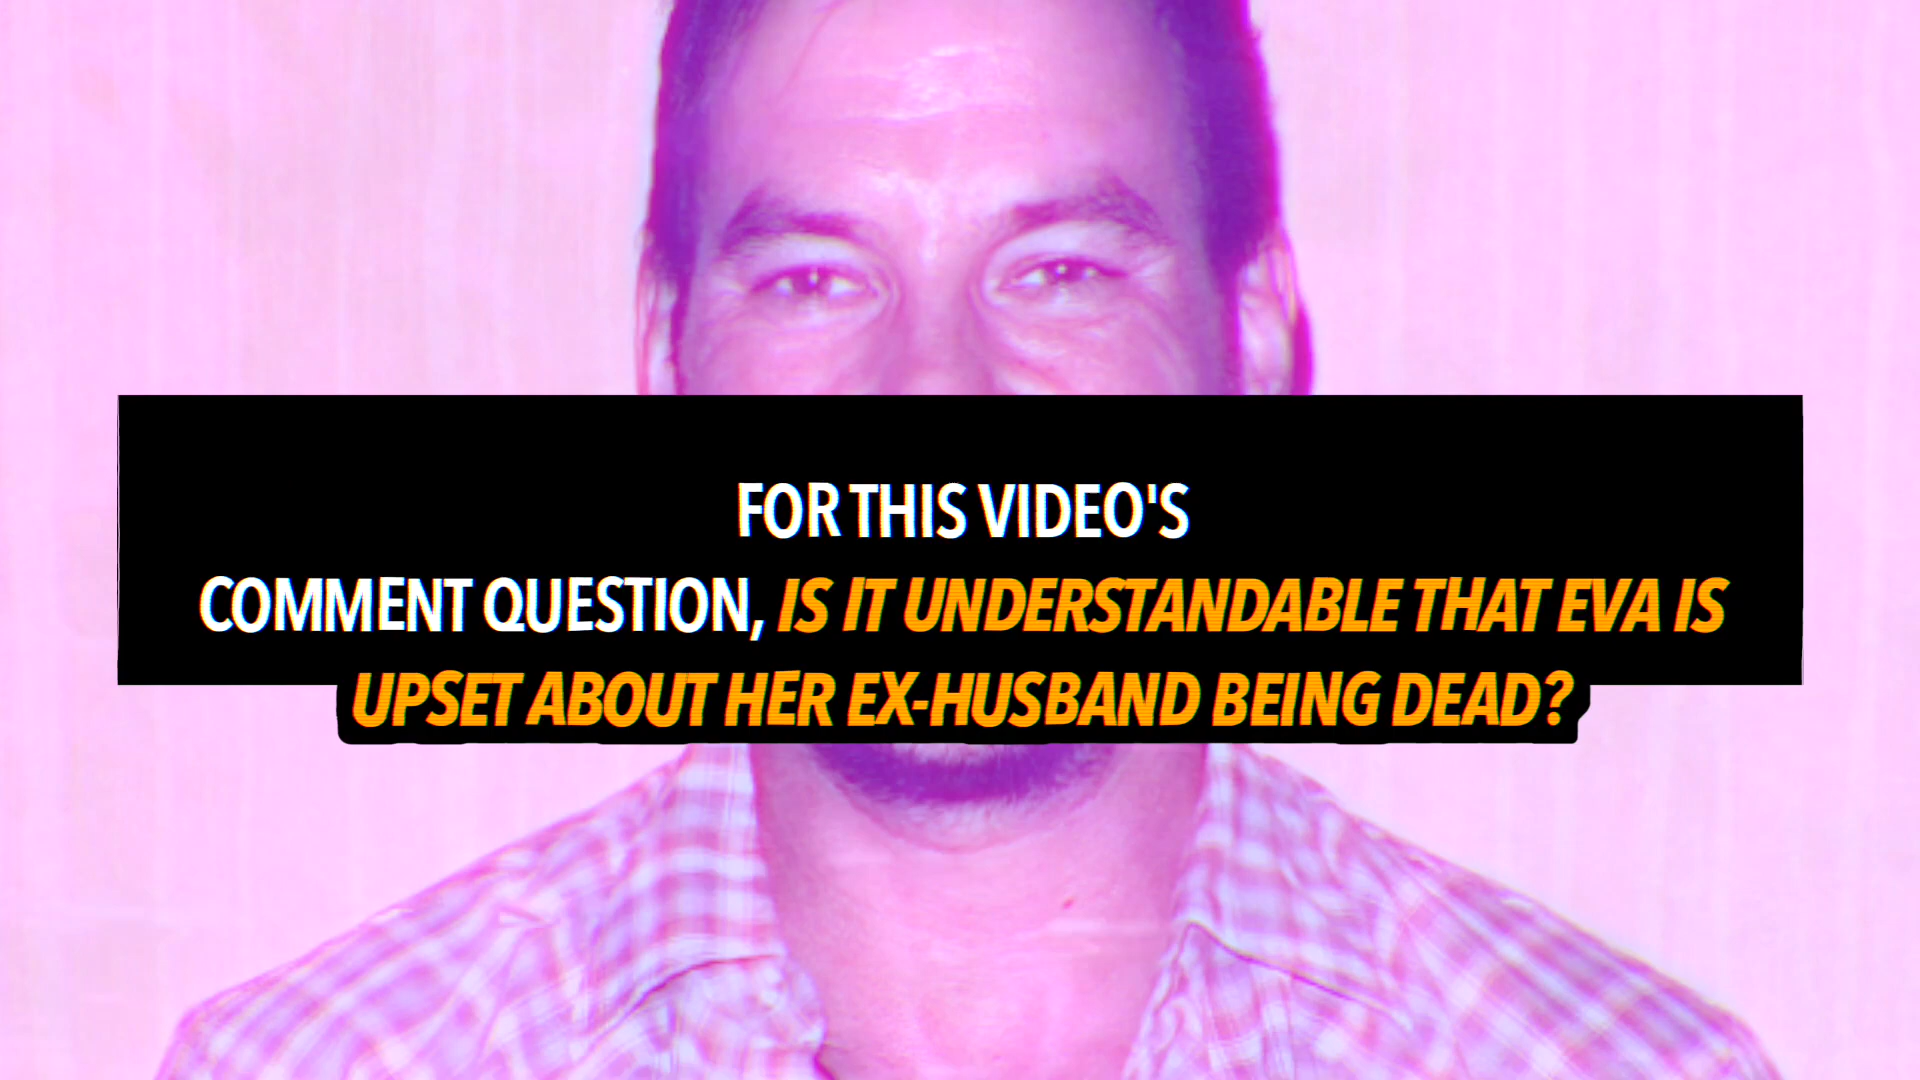 FOR THIS VIDEO'S
COMMENT QUESTION, IS IT UNDERSTANDABLE THAT EVA IS
UPSET ABOUT HER EX-HUSBAND BEING DEAD?